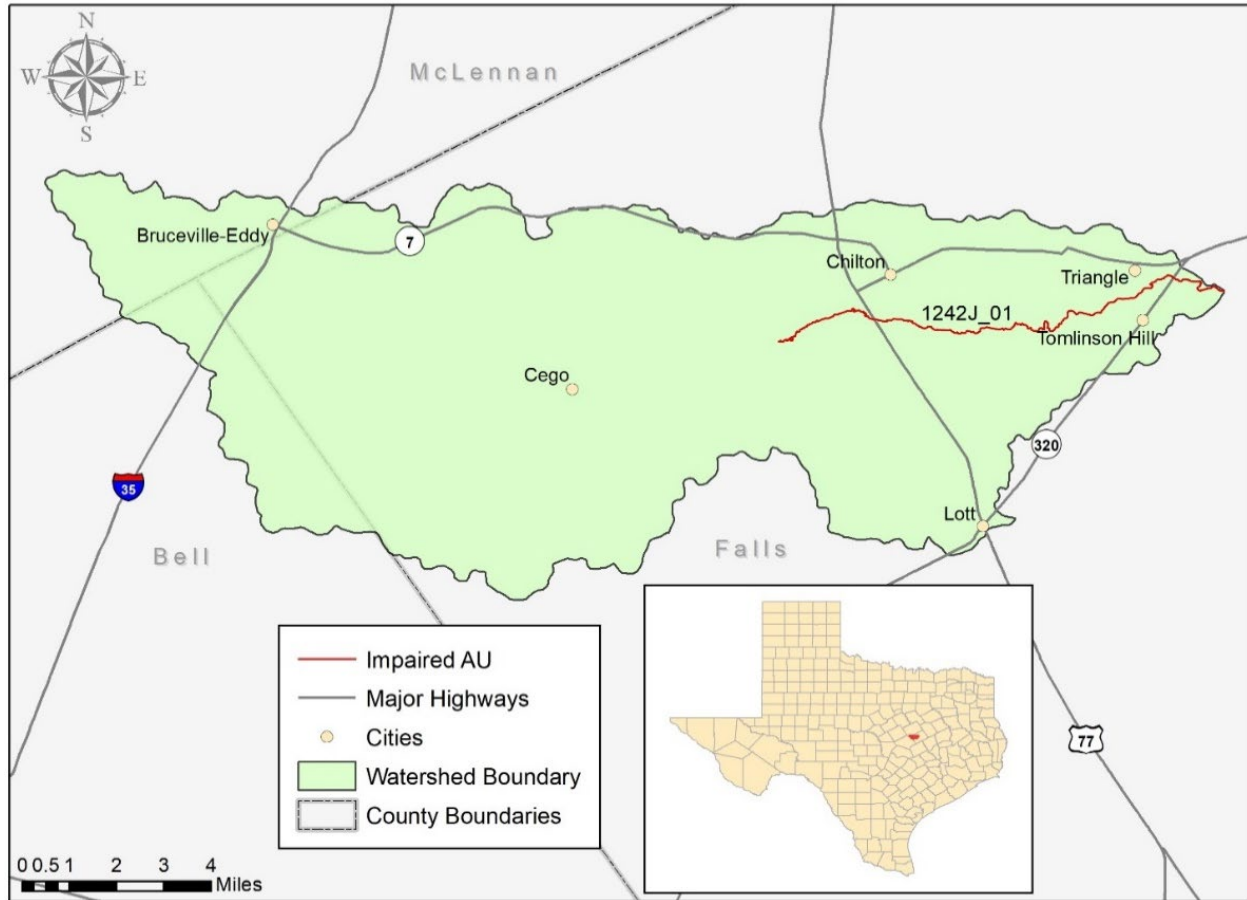 N
W
E
S
McLennan
Bruceville-Eddy
7
Chilton
Triangle
1242J_01
Tomlinson Hill
Cego
320
35
Lott
Bell
Falls
Impaired AU
Major Highways
Cities
Watershed Boundary
County Boundaries
77
0 0.5 1 2 3 4
Miles